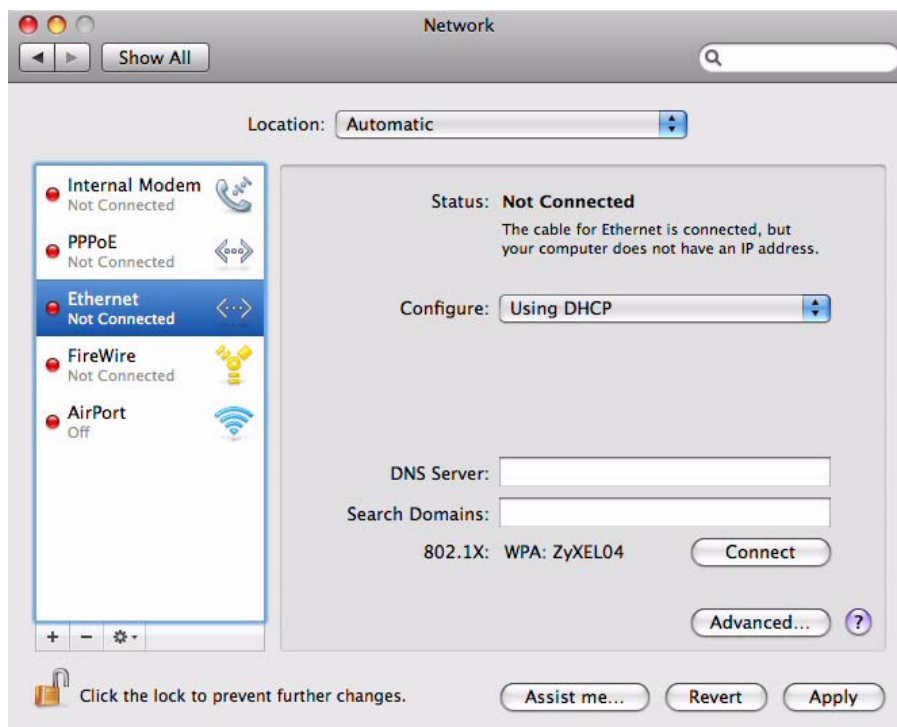 Network
Show All
Location: Automatic
Internal Modem
Not Connected
PPPoE
Not Connected
Ethernet
Not Connected
FireWire
Not Connected
AirPort
Off
Status: Not Connected
The cable for Ethernet is connected, but
your computer does not have an IP address.
Configure: Using DHCP
DNS Server:
Search Domains:
802.1X: WPA: ZyXEL04 Connect
Advanced... ?
Click the lock to prevent further changes.
Assist me... Revert Apply